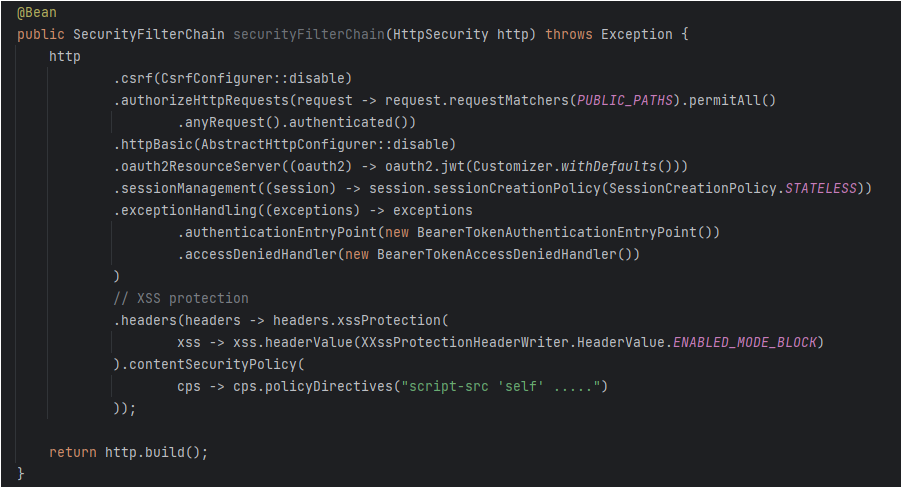 @Bean
public SecurityFilterChain securityFilterChain(HttpSecurity http) throws Exception {
http
.csrf(CsrfConfigurer::disable)
.authorizeHttpRequests(request -> request.requestMatchers(PUBLIC_PATHS).permitAll()
.anyRequest().authenticated())
.httpBasic(AbstractHttpConfigurer::disable)
.oauth2ResourceServer((oauth2) -> oauth2.jwt(Customizer.withDefaults()))
.sessionManagement((session) -> session.sessionCreationPolicy(SessionCreationPolicy.STATELESS))
.exceptionHandling((exceptions) -> exceptions
.authenticationEntryPoint(new BearerTokenAuthenticationEntryPoint())
.accessDeniedHandler(new BearerTokenAccessDeniedHandler())
)
// XSS protection
.headers(headers -> headers.xssProtection(
xss -> xss.headerValue(XXssProtectionHeaderWriter.HeaderValue.ENABLED_MODE_BLOCK)
).contentSecurityPolicy(
cps -> cps.policyDirectives("script-src 'self' .....")
));
return http.build();
}